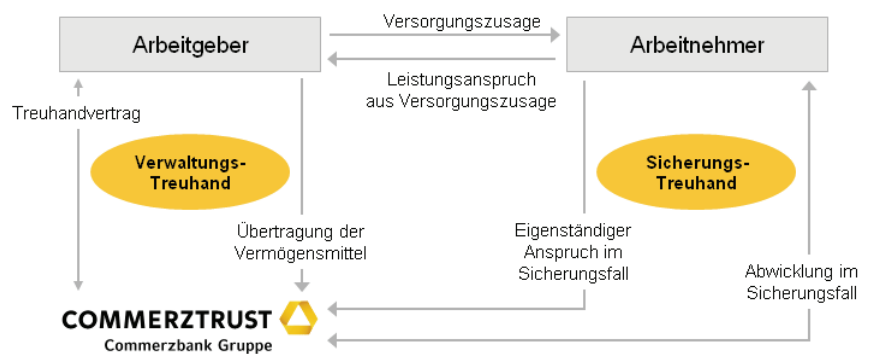 Versorgungszusage
Arbeitgeber
Arbeitnehmer
Leistungsanspruch
aus Versorgungszusage
Treuhandvertrag
Verwaltungs-
Treuhand
Sicherungs-
Treuhand
Übertragung der
Vermögensmittel
Eigenständiger
Anspruch im
Sicherungsfall
Abwicklung im
Sicherungsfall
COMMERZTRUST
Commerzbank Gruppe